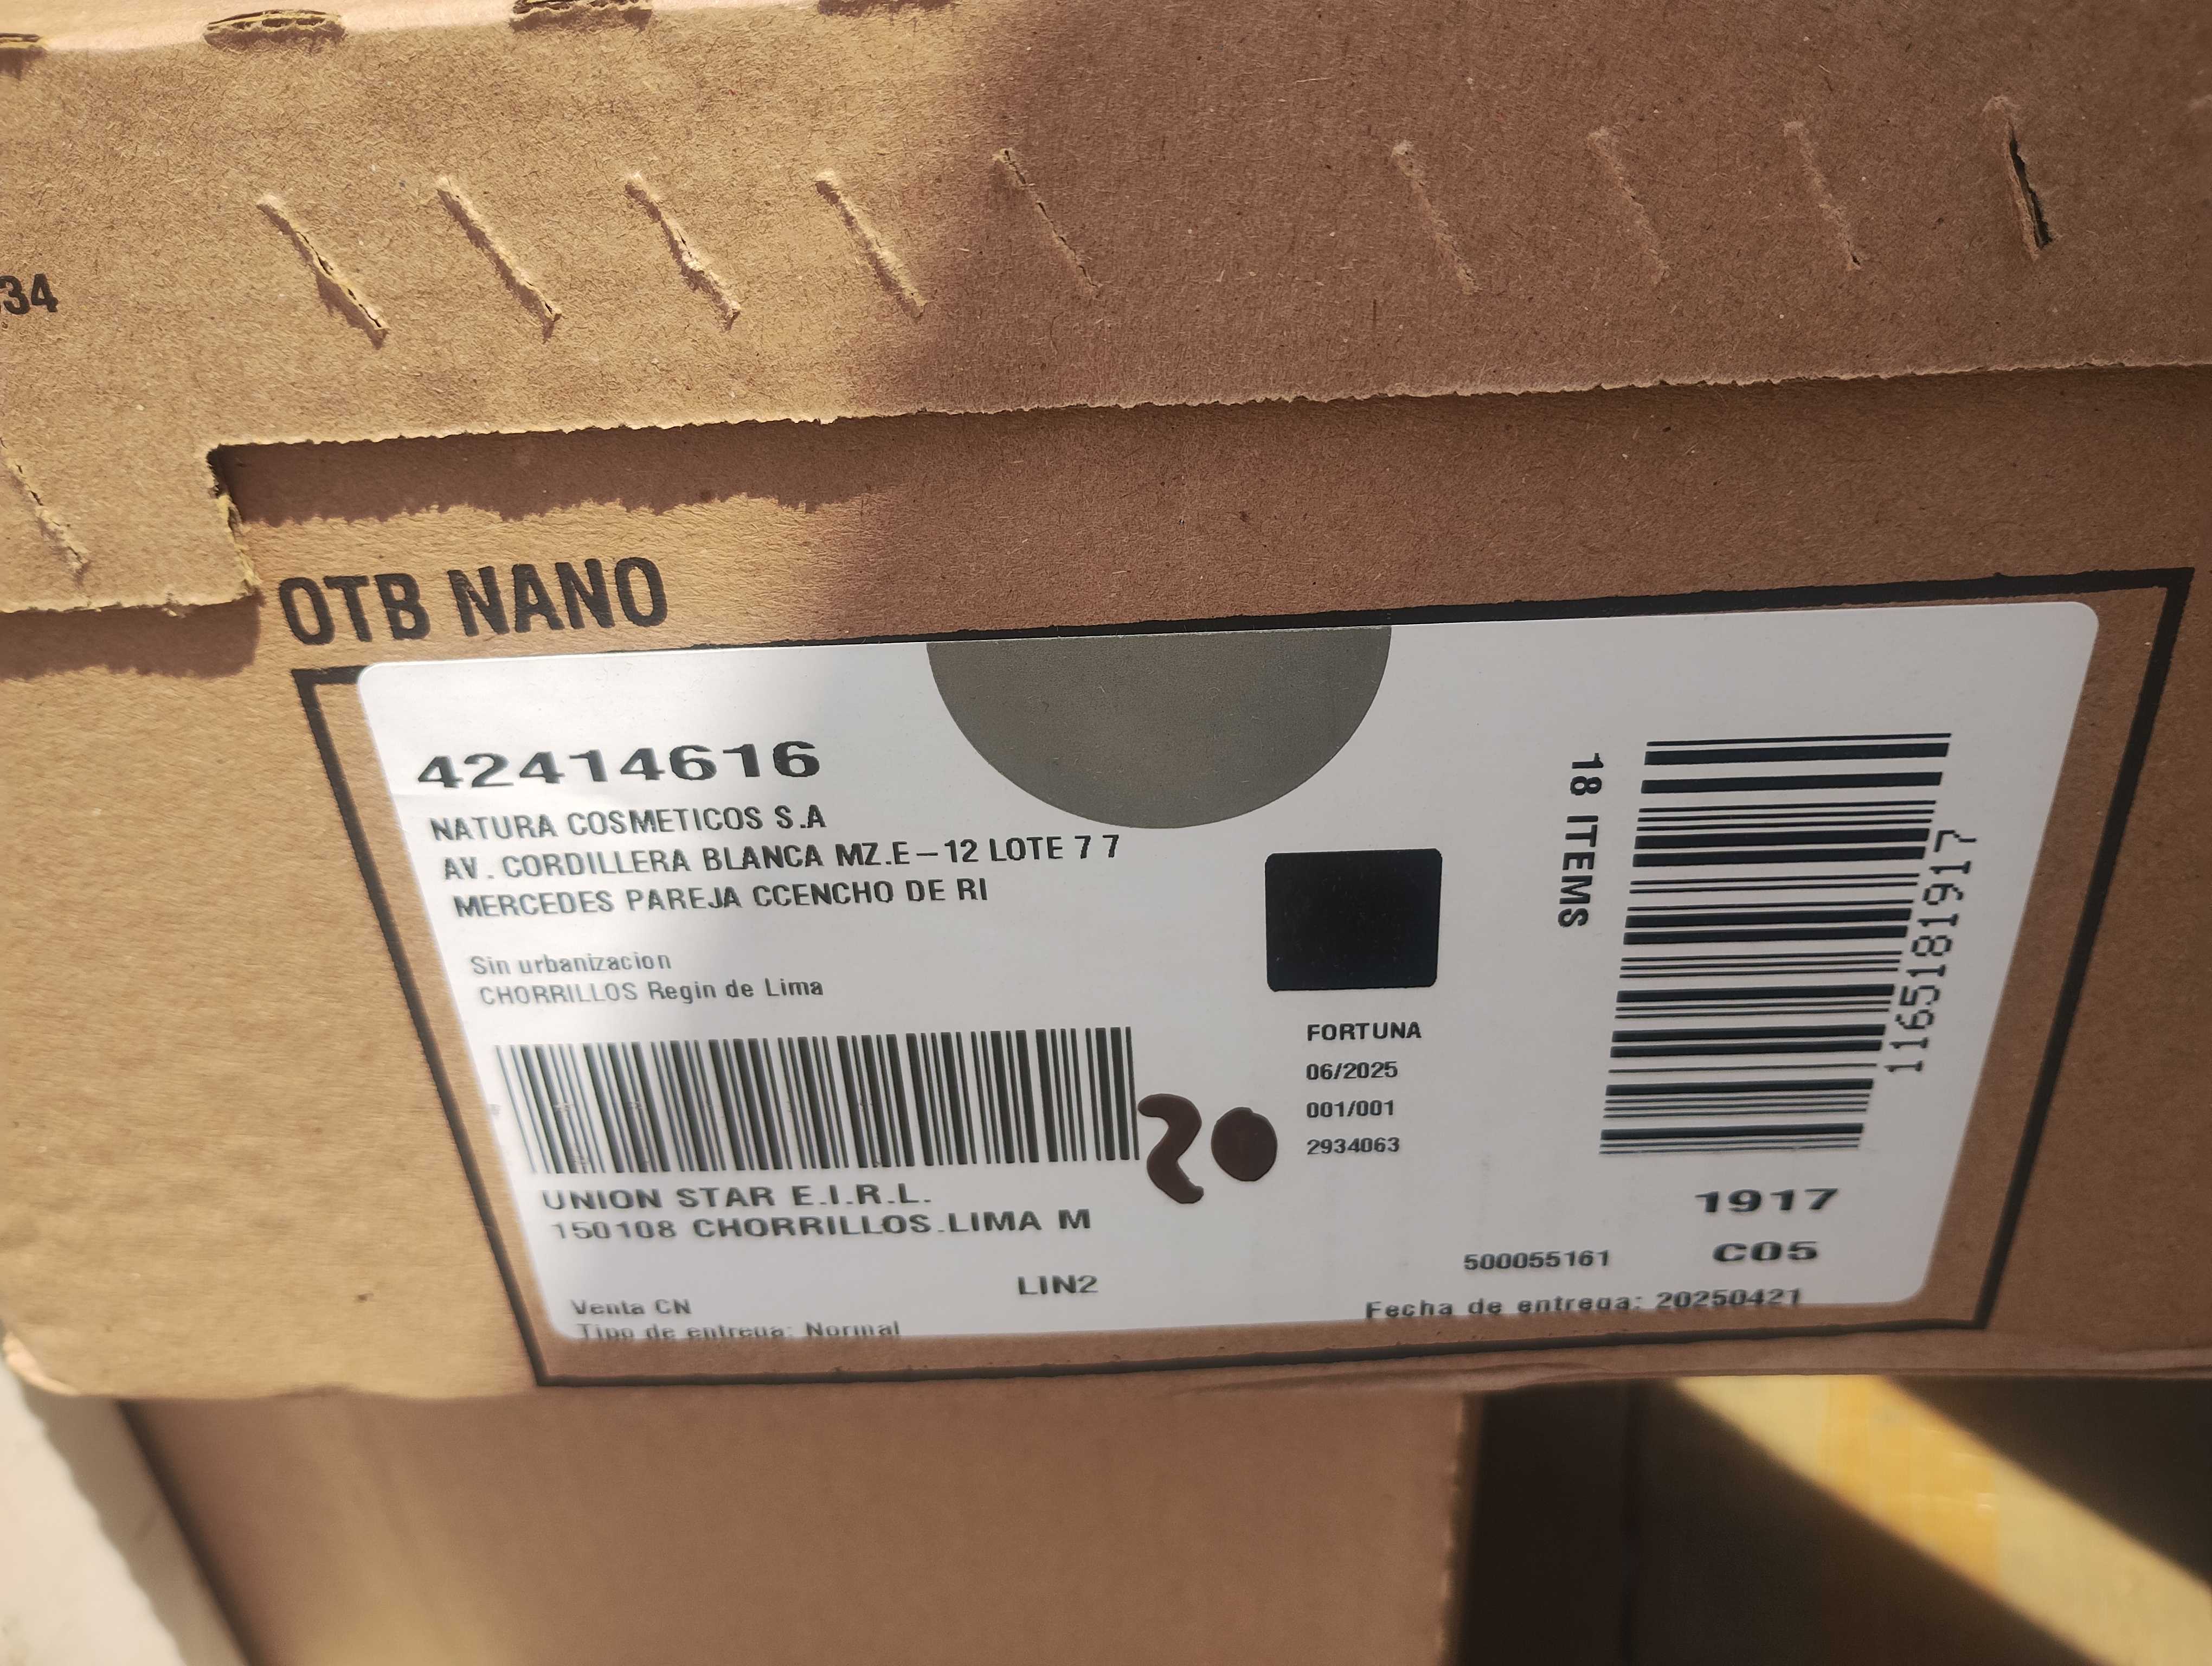 34
OTB NANO
42414616
NATURA COSMETICOS S.A
AV. CORDILLERA BLANCA MZ.E-12 LOTE 7 7
MERCEDES PAREJA CCENCHO DE RI
Sin urbanizacion
CHORRILLOS Regin de Lima
UNION STAR E.I.R.L.
150108 CHORRILLOS.LIMA M
LIN2
Venta CN
Tipo de entrega: Normal
FORTUNA
06/2025
001/001
2934063
18 ITEMS
1165181917
1917
C05
500055161
Fecha de entrega: 20250421